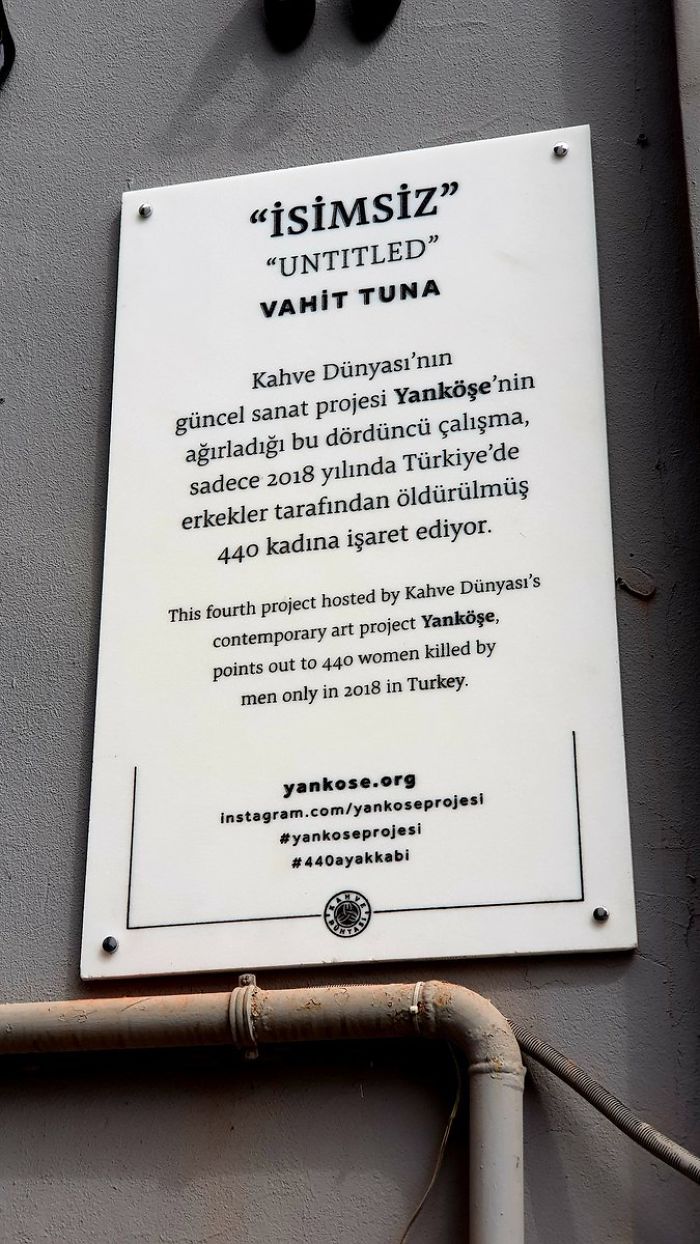 “İSİMSİZ”
“UNTITLED”
VAHİT TUNA
Kahve Dünyası’nın
güncel sanat projesi Yanköşe’nin
ağırladığı bu dördüncü çalışma,
sadece 2018 yılında Türkiye’de
erkekler tarafından öldürülmüş
440 kadına işaret ediyor.
This fourth project hosted by Kahve Dünyası’s
contemporary art project Yanköşe,
points out to 440 women killed by
men only in 2018 in Turkey.
yankose.org
instagram.com/yankoseprojesi
#yankoseprojesi
#440ayakkabi
KAHVE
DÜNYASI